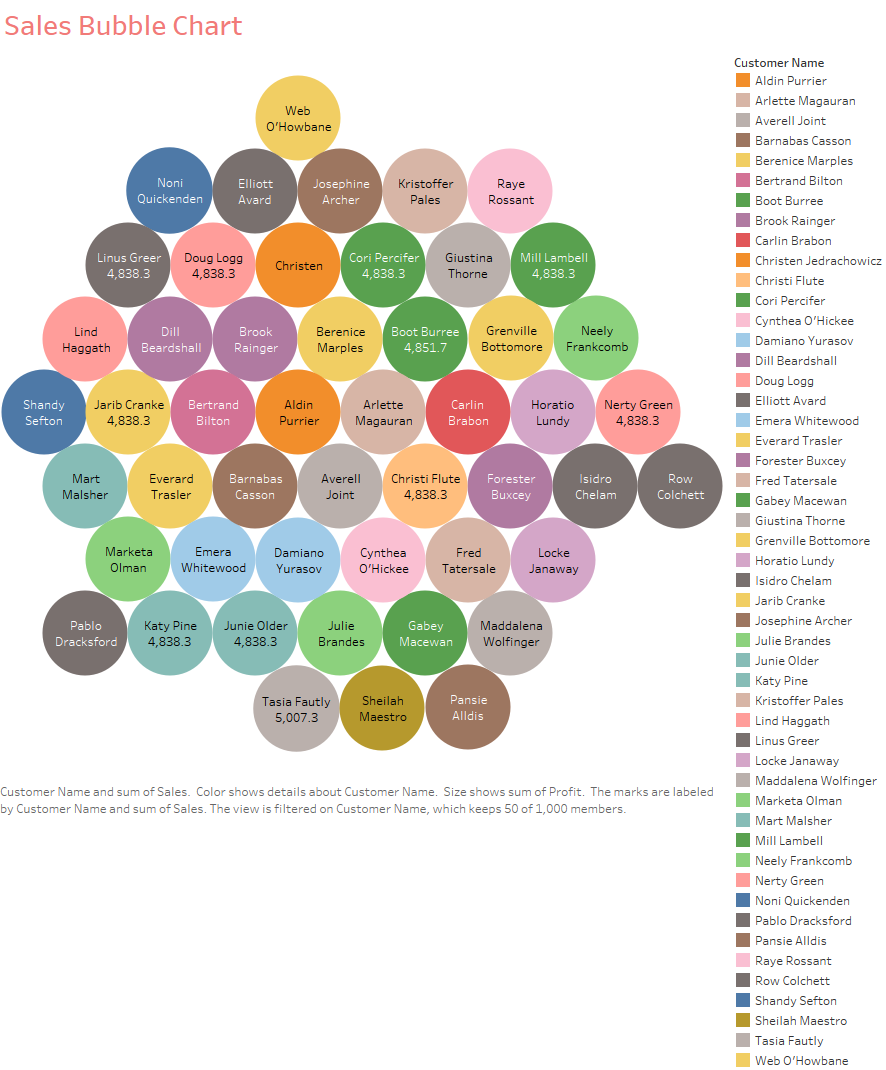 Sales Bubble Chart
Web
O'Howbane
Noni
Quickenden
Elliott
Avard
Josephine
Archer
Kristoffer
Pales
Raye
Rossant
Linus Greer
4,838.3
Doug Logg
4,838.3
Christen
Cori Percifer
4,838.3
Giustina
Thorne
Mill Lambell
4,838.3
Lind
Haggath
Dill
Beardshall
Brook
Rainger
Berenice
Marples
Boot Burree
4,851.7
Grenville
Bottomore
Neely
Frankcomb
Shandy
Sefton
Jarib Cranke
4,838.3
Bertrand
Bilton
Aldin
Purrier
Arlette
Magauran
Carlin
Brabon
Horatio
Lundy
Nerty Green
4,838.3
Mart
Malsher
Everard
Trasler
Barnabas
Casson
Averell
Joint
Christi Flute
4,838.3
Forester
Buxcey
Isidro
Chelam
Row
Colchett
Marketa
Olman
Emera
Whitewood
Damiano
Yurasov
Cynthea
O'Hickee
Fred
Tatersale
Locke
Janaway
Pablo
Dracksford
Katy Pine
4,838.3
Junie Older
4,838.3
Julie
Brandes
Gabey
Macewan
Maddalena
Wolfinger
Tasia Fautly
5,007.3
Sheilah
Maestro
Pansie
Alldis
Customer Name and sum of Sales.  Color shows details about Customer Name.  Size shows sum of Profit.  The marks are labeled
by Customer Name and sum of Sales. The view is filtered on Customer Name, which keeps 50 of 1,000 members.
Customer Name
Aldin Purrier
Arlette Magauran
Averell Joint
Barnabas Casson
Berenice Marples
Bertrand Bilton
Boot Burree
Brook Rainger
Carlin Brabon
Christen Jedrachowicz
Christi Flute
Cori Percifer
Cynthea O'Hickee
Damiano Yurasov
Dill Beardshall
Doug Logg
Elliott Avard
Emera Whitewood
Everard Trasler
Forester Buxcey
Fred Tatersale
Gabey Macewan
Giustina Thorne
Grenville Bottomore
Horatio Lundy
Isidro Chelam
Jarib Cranke
Josephine Archer
Julie Brandes
Junie Older
Katy Pine
Kristoffer Pales
Lind Haggath
Linus Greer
Locke Janaway
Maddalena Wolfinger
Marketa Olman
Mart Malsher
Mill Lambell
Neely Frankcomb
Nerty Green
Noni Quickenden
Pablo Dracksford
Pansie Alldis
Raye Rossant
Row Colchett
Shandy Sefton
Sheilah Maestro
Tasia Fautly
Web O'Howbane